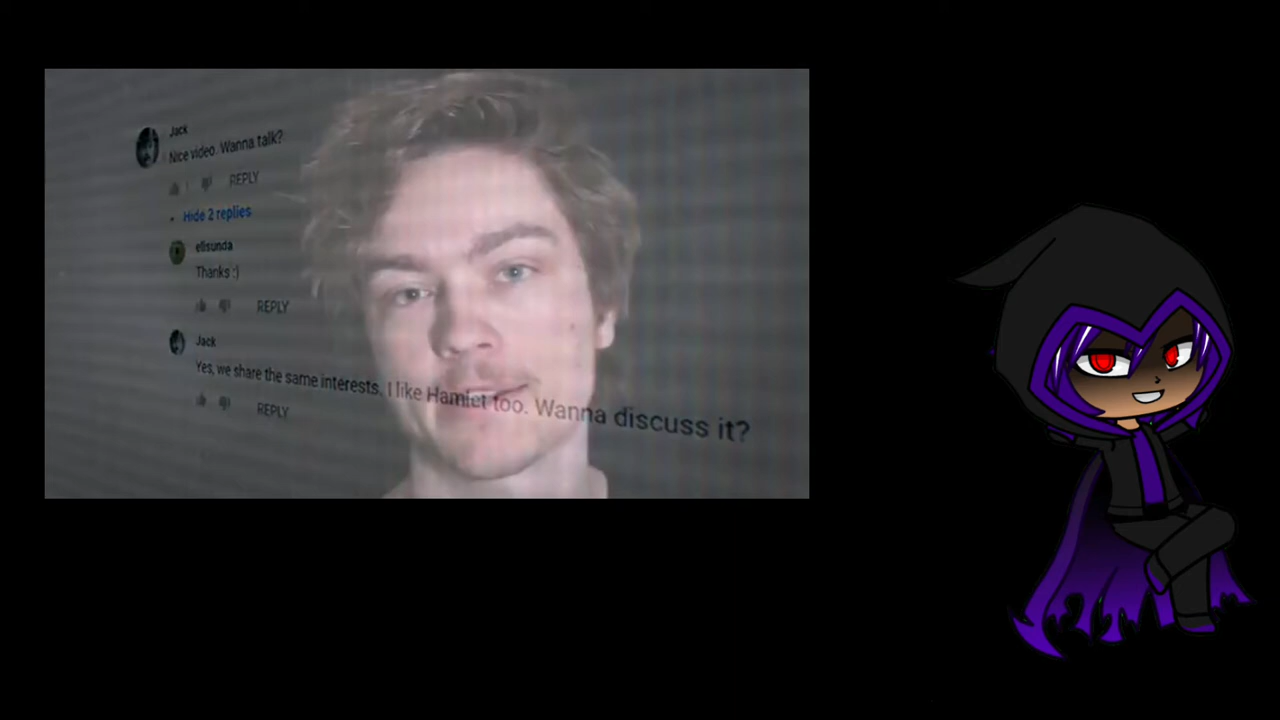 Jack
Nice video. Wanna talk?
1
REPLY
Hide 2 replies
elisunda
Thanks :)
REPLY
Jack
Yes, we share the same interests. I like Hamlet too. Wanna discuss it?
REPLY